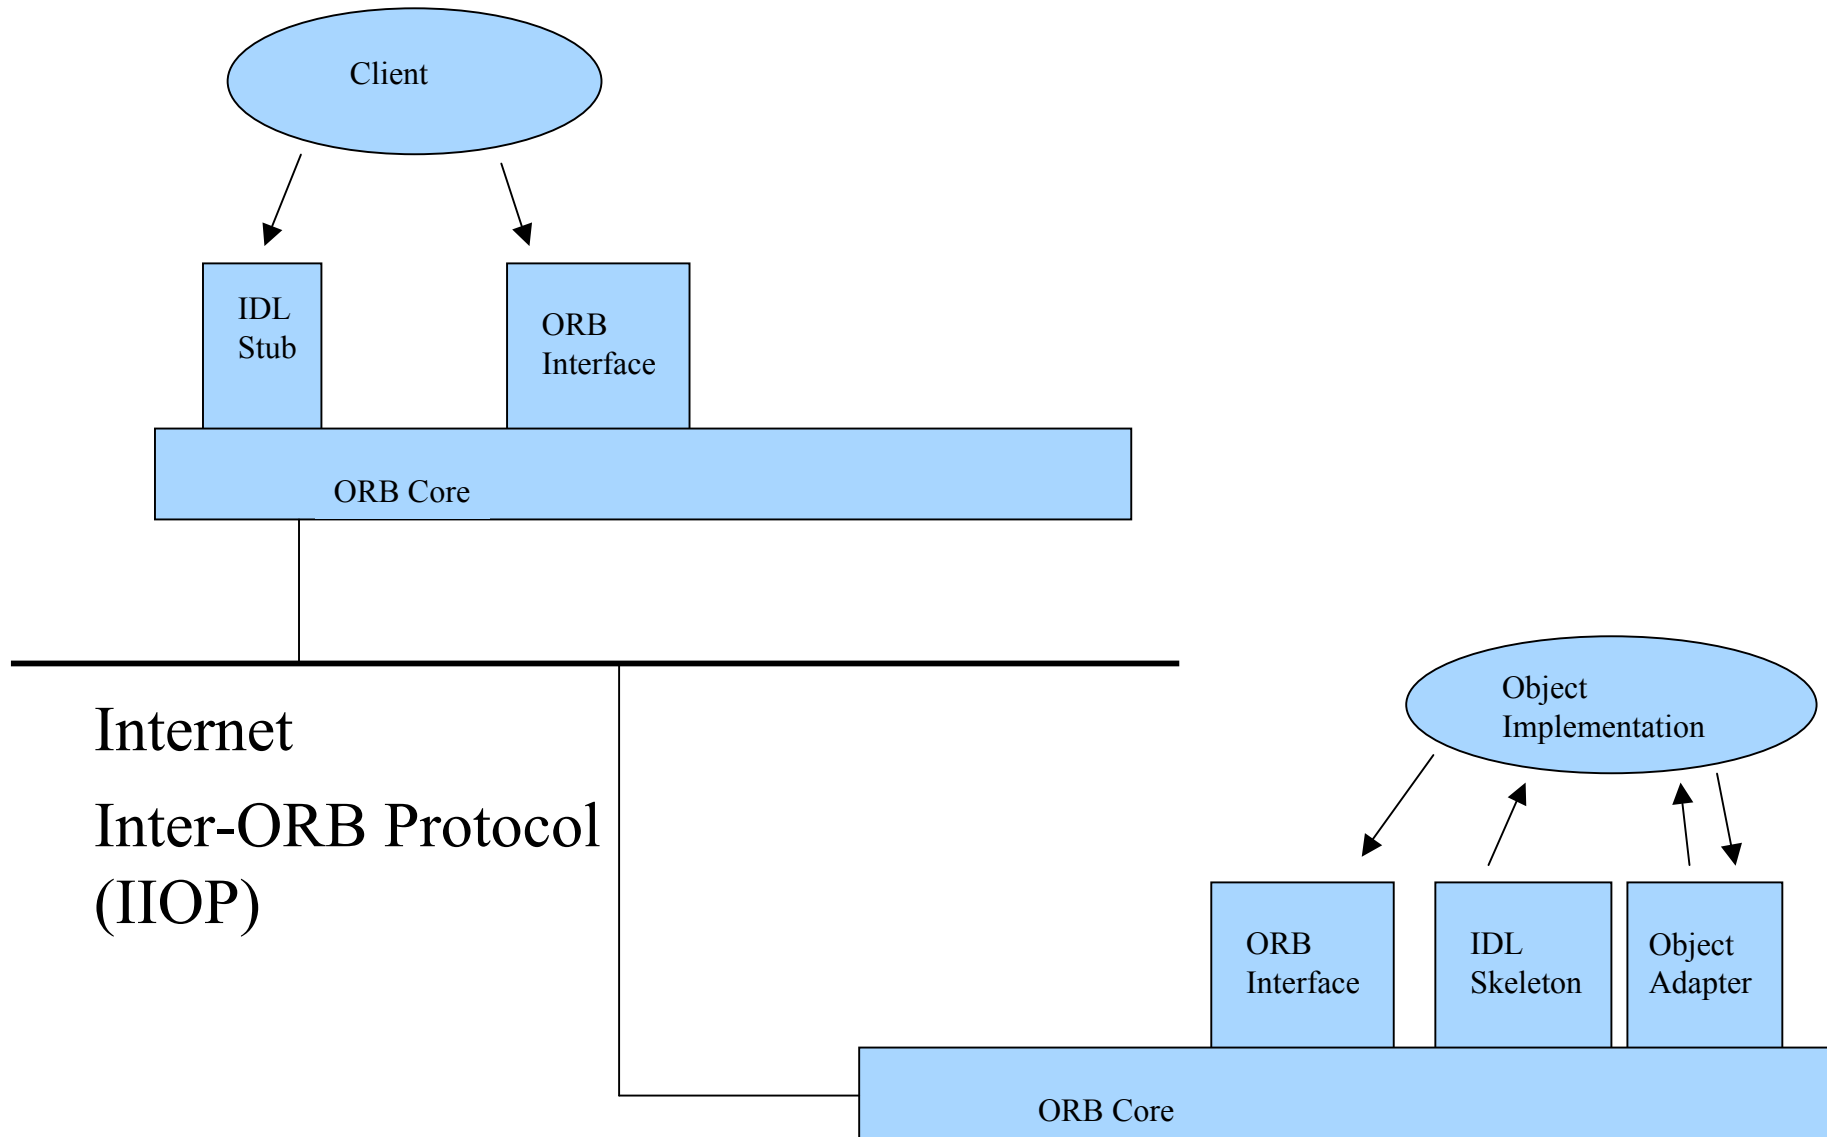 Client
IDL
Stub
ORB
Interface
ORB Core
Internet
Inter-ORB Protocol
(IIOP)
Object
Implementation
ORB
Interface
IDL
Skeleton
Object
Adapter
ORB Core